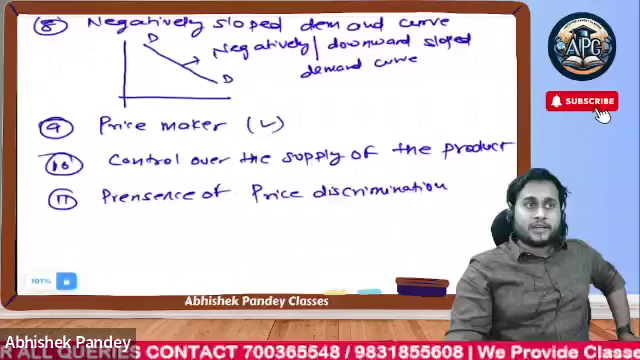 ⑧ Negatively sloped demand curve
D
Negatively / downward sloped
demand curve
D
⑨ Price maker (✓)
⑩ Control over the supply of the product
⑪ Prensence of Price discrimination
APG
SUBSCRIBE
101%
Abhishek Pandey Classes
Abhishek Pandey
R ALL QUERIES CONTACT 700365548 / 9831855608 | We Provide Classe